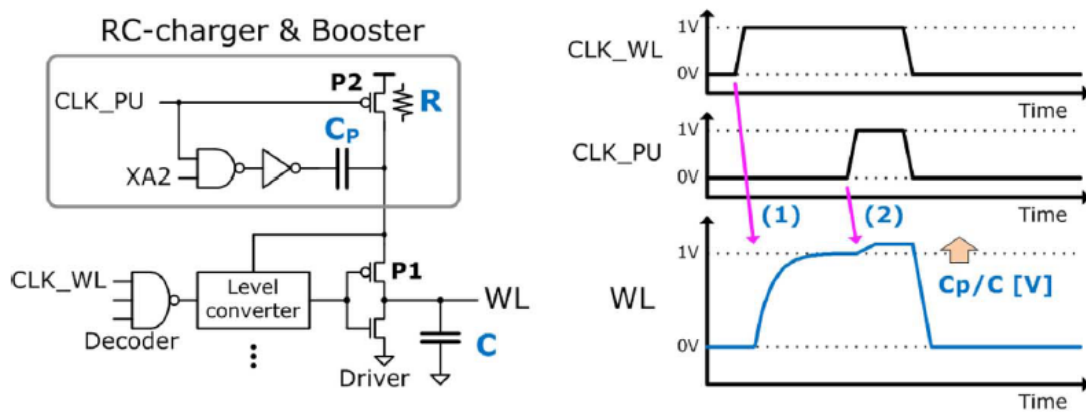 RC-charger & Booster
CLK_PU
P2
R
CP
XA2
CLK_WL
Decoder
Level
converter
P1
WL
C
Driver
CLK_WL
1V
0V
Time
CLK_PU
1V
0V
Time
(1)
(2)
WL
1V
0V
Cp/C [V]
Time